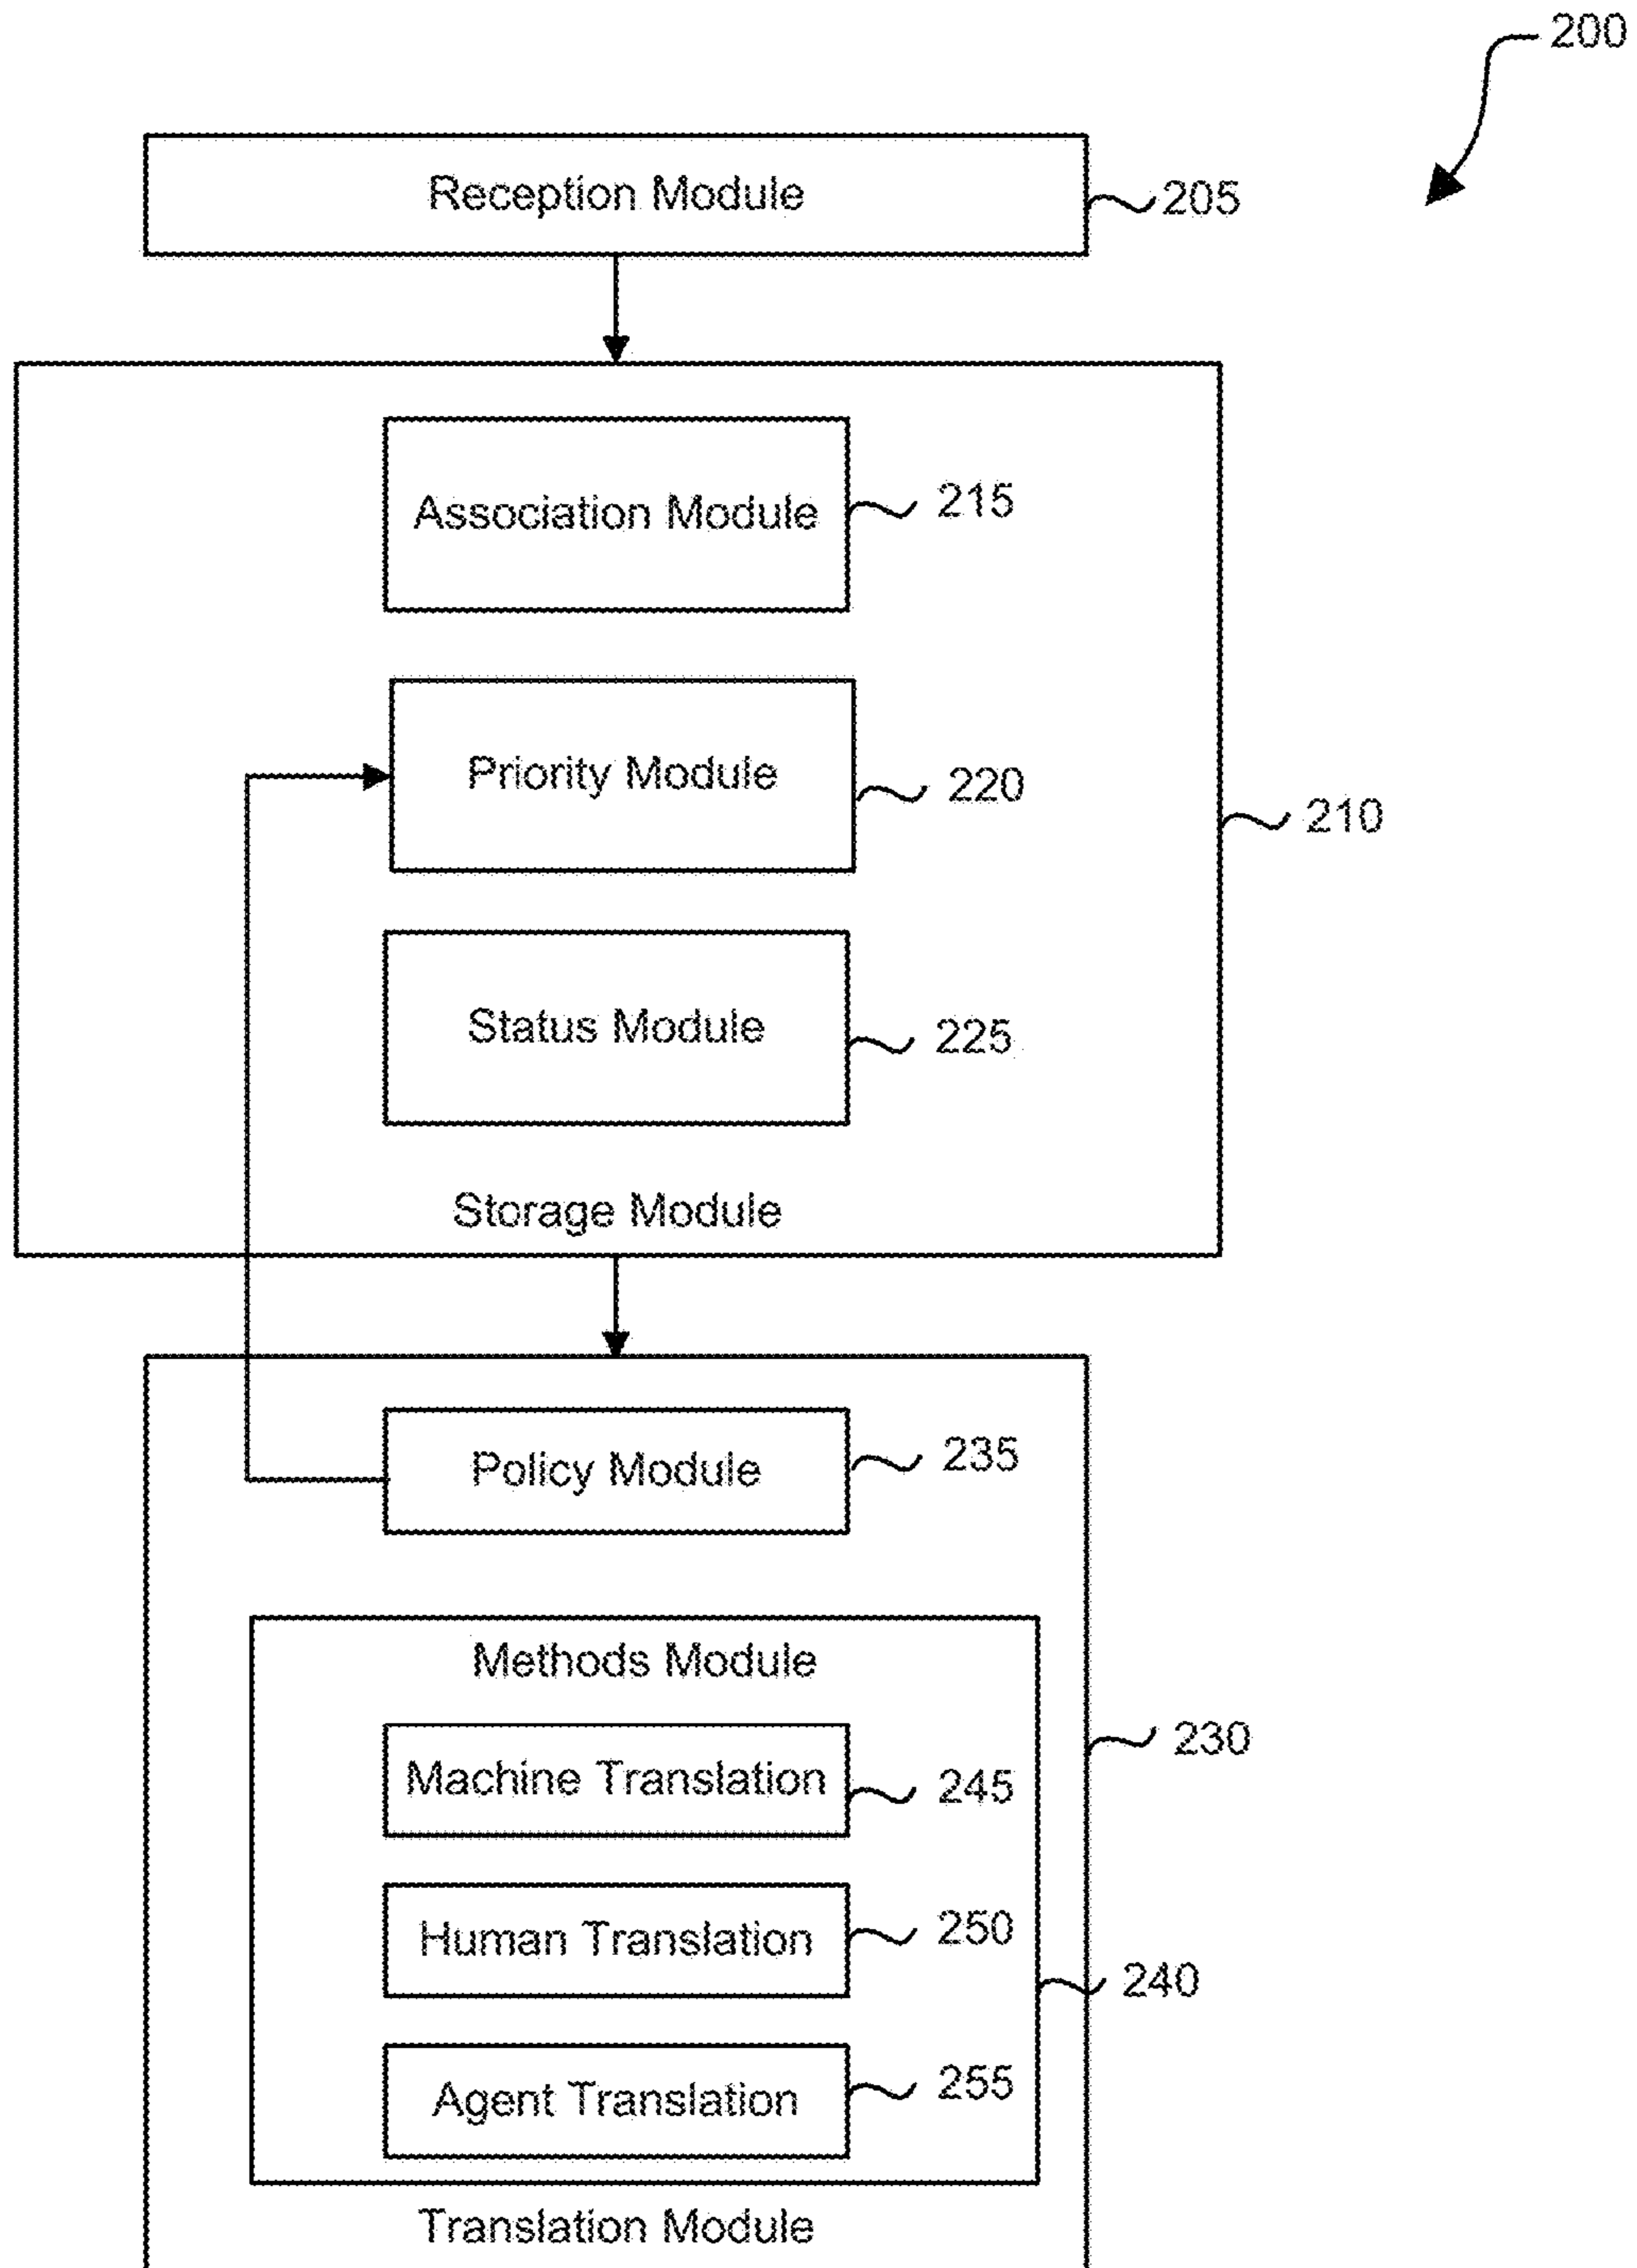 200
Reception Module
205
Association Module
215
Priority Module
220
210
Status Module
225
Storage Module
Policy Module
235
Methods Module
Machine Translation
245
230
Human Translation
250
240
Agent Translation
255
Translation Module